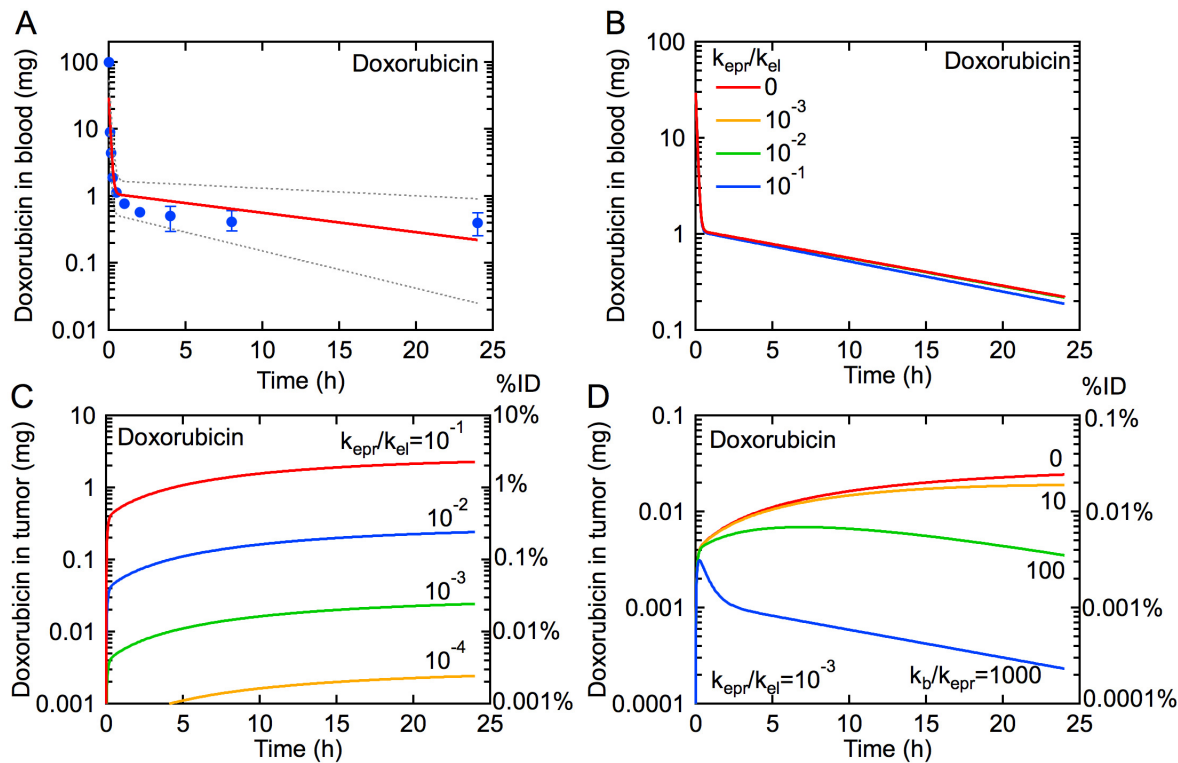 A
Doxorubicin in blood (mg)
100
10
1
0.1
0.01
Doxorubicin
0
5
10
15
20
25
Time (h)
B
Doxorubicin in blood (mg)
100
10
1
0.1
k_epr/k_el
0
10^-3
10^-2
10^-1
Doxorubicin
0
5
10
15
20
25
Time (h)
C
Doxorubicin in tumor (mg)
10
1
0.1
0.01
0.001
Doxorubicin
k_epr/k_el=10^-1
10^-2
10^-3
10^-4
%ID
10%
1%
0.1%
0.01%
0.001%
0
5
10
15
20
25
Time (h)
D
Doxorubicin in tumor (mg)
0.1
0.01
0.001
0.0001
Doxorubicin
0
10
100
k_epr/k_el=10^-3
k_b/k_epr=1000
%ID
0.1%
0.01%
0.001%
0.0001%
0
5
10
15
20
25
Time (h)